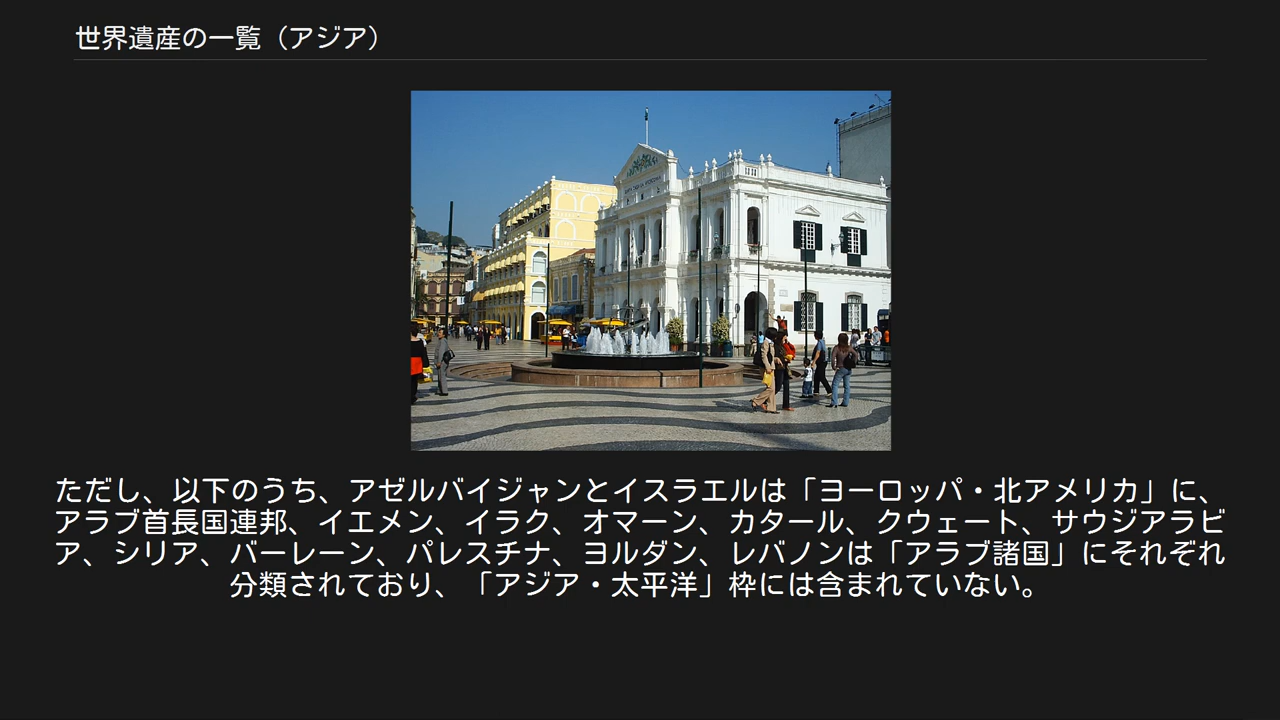 世界遺産の一覧（アジア）
ただし、以下のうち、アゼルバイジャンとイスラエルは「ヨーロッパ・北アメリカ」に、
アラブ首長国連邦、イエメン、イラク、オマーン、カタール、クウェート、サウジアラビ
ア、シリア、バーレーン、パレスチナ、ヨルダン、レバノンは「アラブ諸国」にそれぞれ
分類されており、「アジア・太平洋」枠には含まれていない。